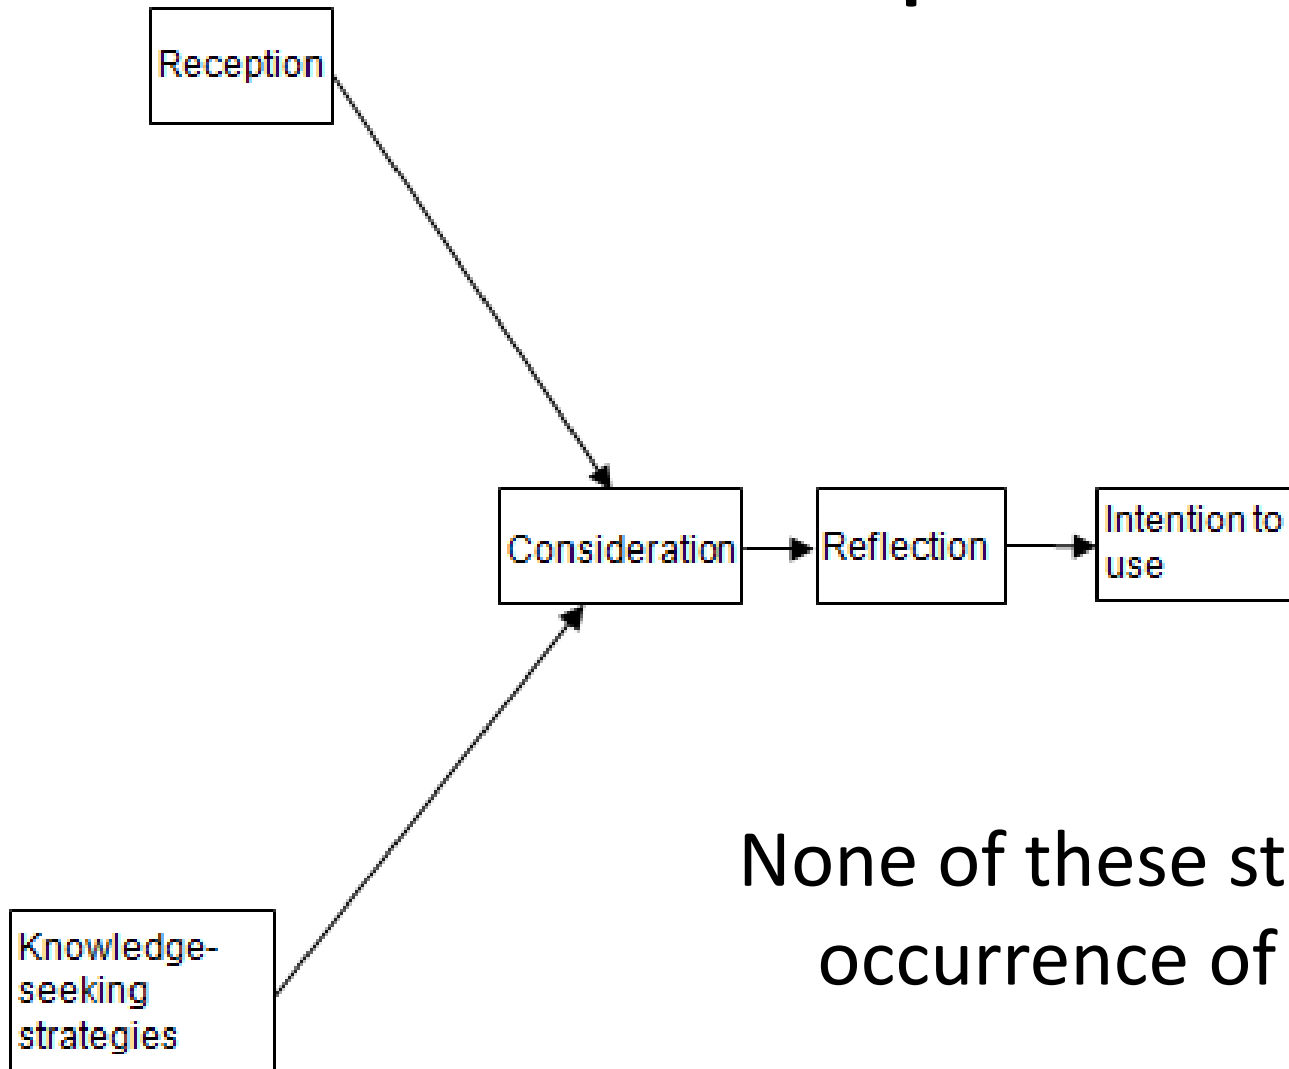 Reception
Consideration
Reflection
Intention to
use
None of these st
occurrence of
Knowledge-
seeking
strategies